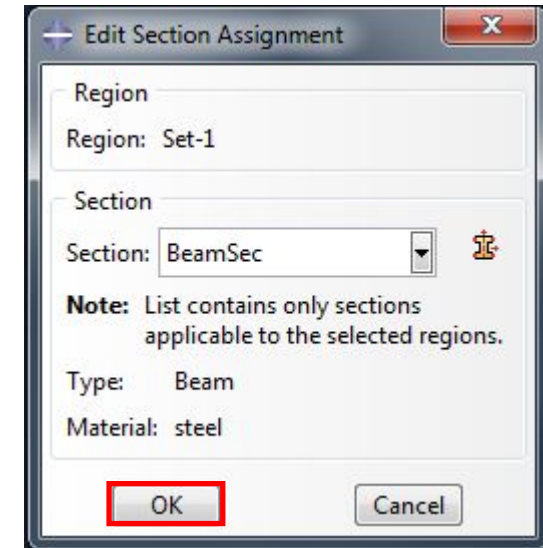 Edit Section Assignment
Region
Region: Set-1
Section
Section: BeamSec
Note: List contains only sections
applicable to the selected regions.
Type: Beam
Material: steel
OK Cancel